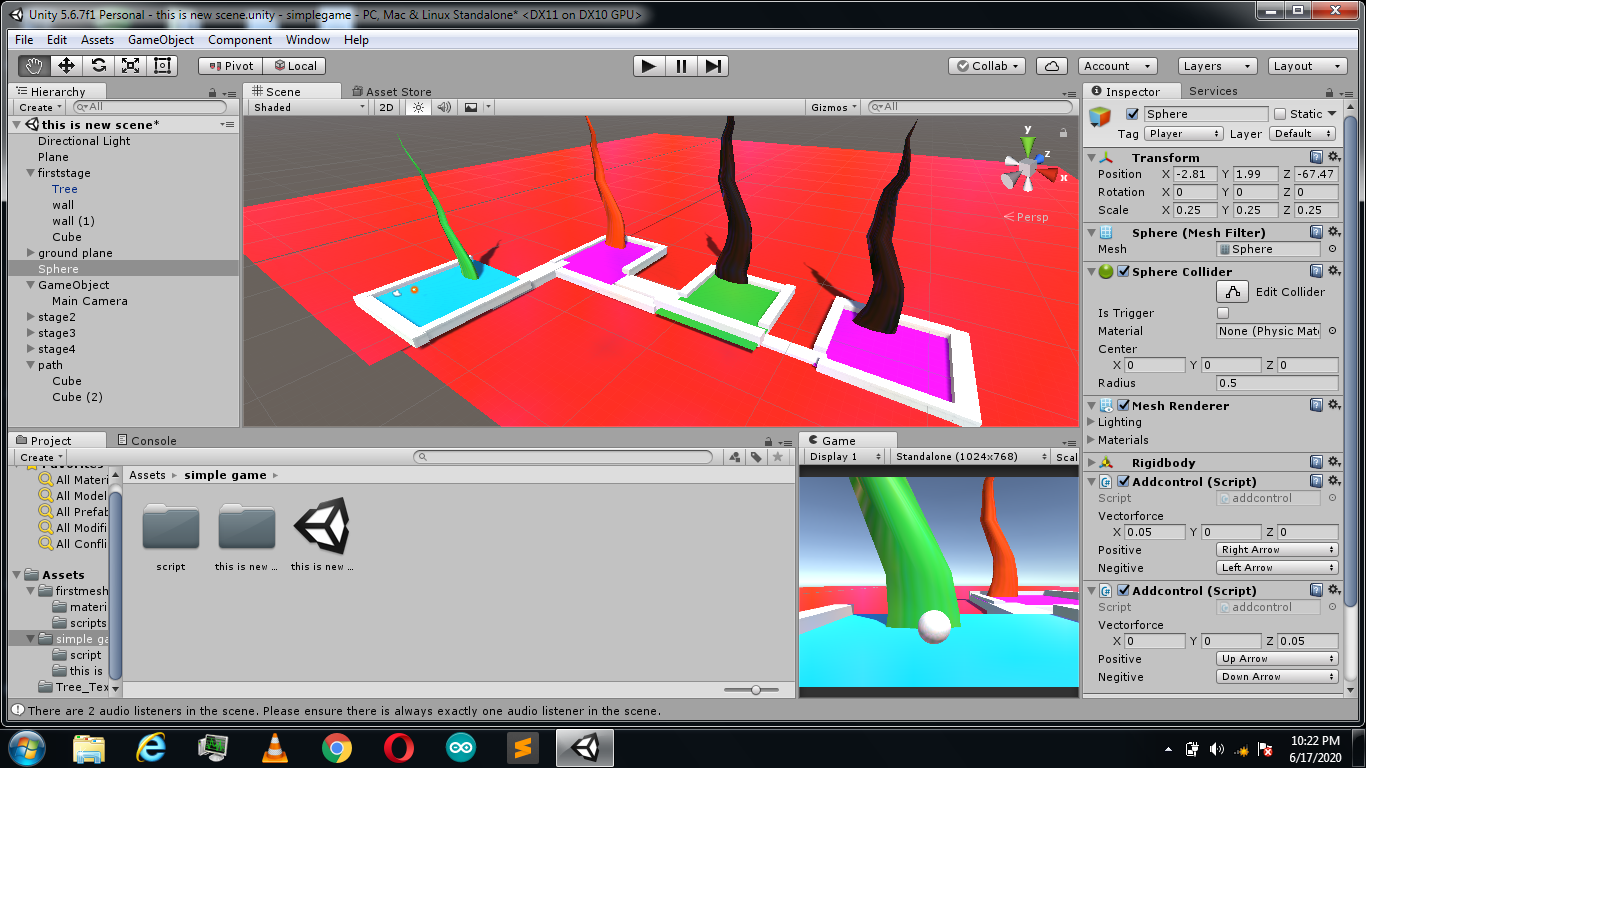 Unity 5.6.7f1 Personal - this is new scene.unity - simplegame - PC, Mac & Linux Standalone* <DX11 on DX10 GPU>
File Edit Assets GameObject Component Window Help
Pivot Local Collab Account Layers Layout
Hierarchy
Create All
this is new scene*
Directional Light
Plane
firststage
Tree
wall
wall (1)
Cube
ground plane
Sphere
GameObject
Main Camera
stage2
stage3
stage4
path
Cube
Cube (2)
Scene Asset Store
Shaded 2D Gizmos All
y
z
x
Persp
Project Console
Create
Favorites
All Materi
All Model
All Prefab
All Modifi
All Confli
Assets
firstmesh
materi
scripts
simple ga
script
this is
Tree_Tex
Assets simple game
script this is new ... this is new ...
Game
Display 1 Standalone (1024x768) Scal
Inspector Services
Sphere Static
Tag Player Layer Default
Transform
Position X -2.81 Y 1.99 Z -67.47
Rotation X 0 Y 0 Z 0
Scale X 0.25 Y 0.25 Z 0.25
Sphere (Mesh Filter)
Mesh Sphere
Sphere Collider
Edit Collider
Is Trigger
Material None (Physic Mate
Center
X 0 Y 0 Z 0
Radius 0.5
Mesh Renderer
Lighting
Materials
Rigidbody
Addcontrol (Script)
Script addcontrol
Vectorforce
X 0.05 Y 0 Z 0
Positive Right Arrow
Negitive Left Arrow
Addcontrol (Script)
Script addcontrol
Vectorforce
X 0 Y 0 Z 0.05
Positive Up Arrow
Negitive Down Arrow
There are 2 audio listeners in the scene. Please ensure there is always exactly one audio listener in the scene.
10:22 PM
6/17/2020